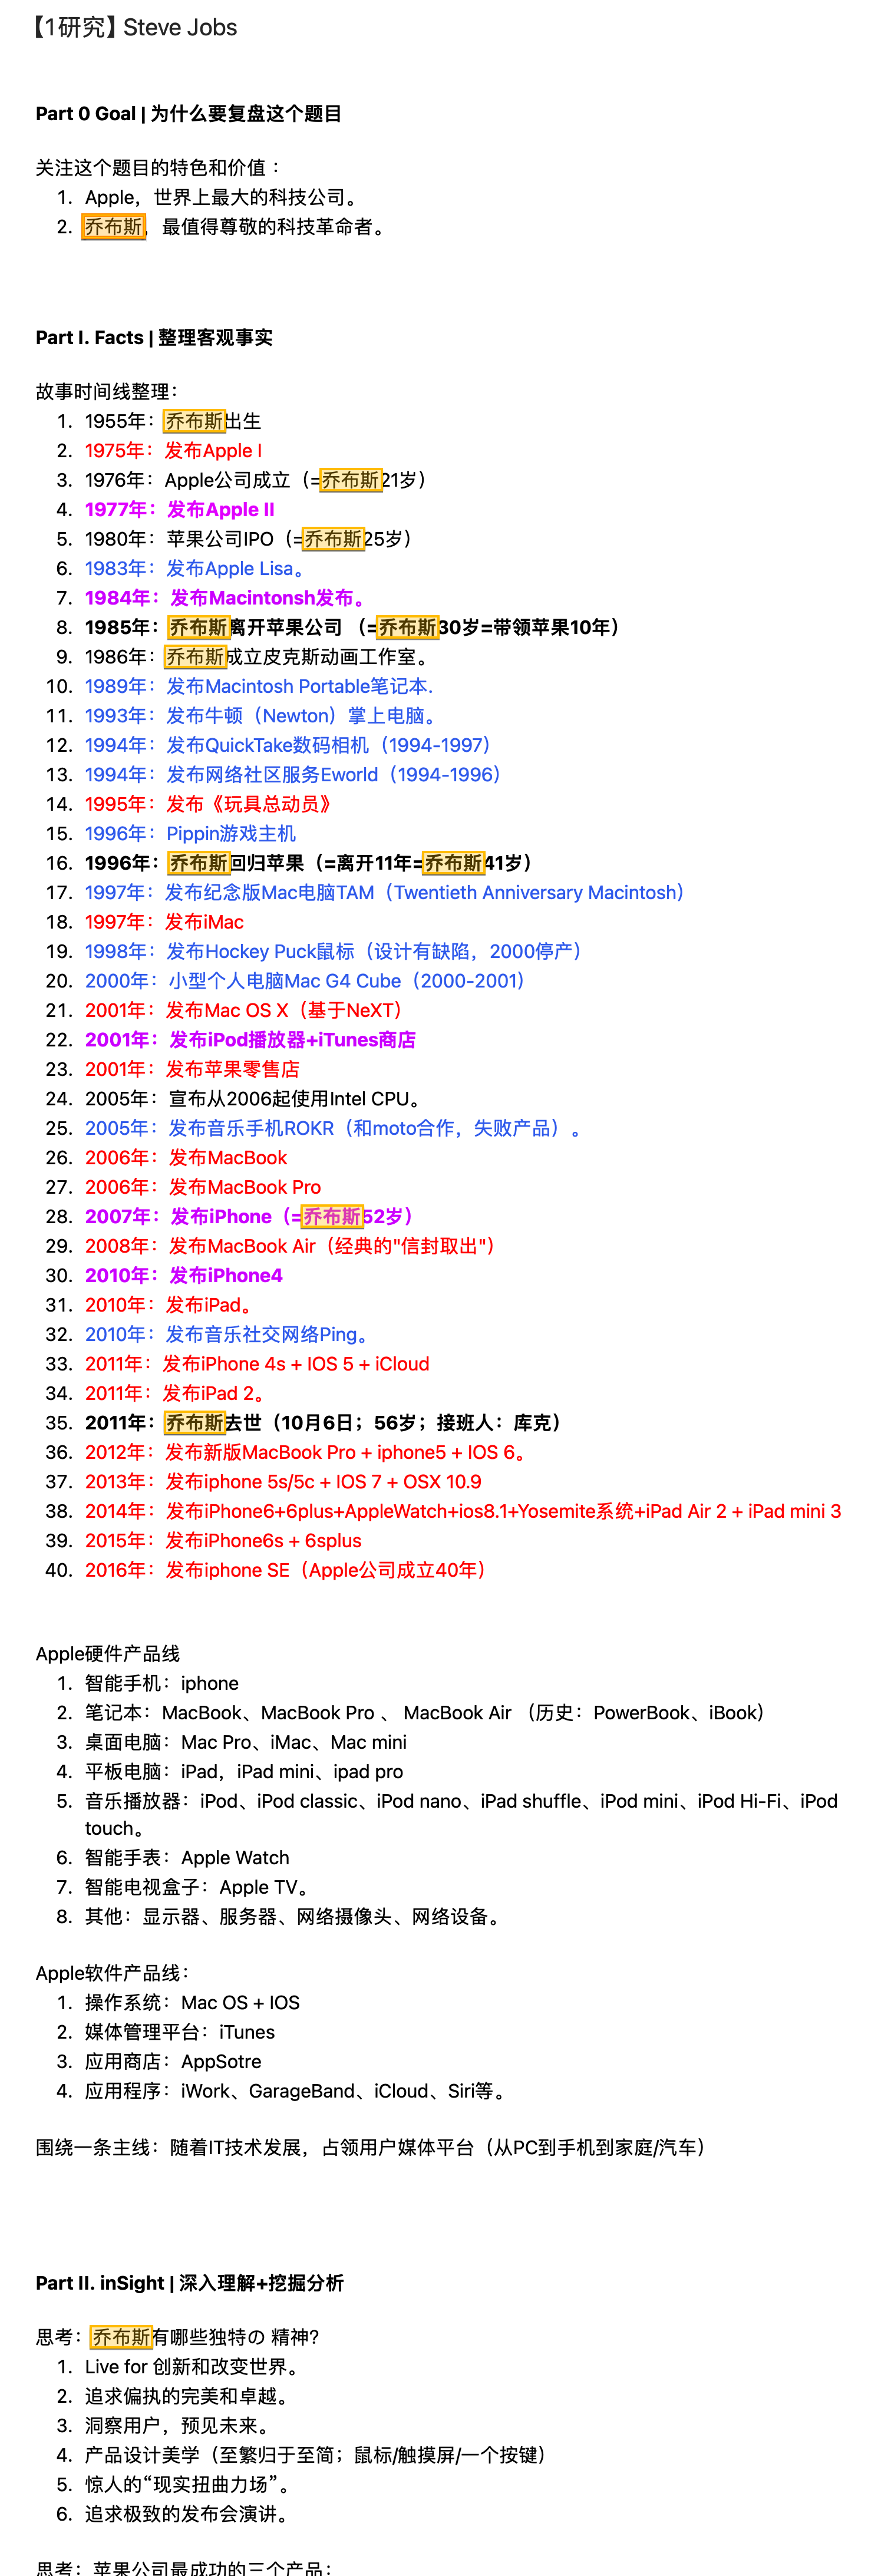 【1研究】Steve Jobs
Part 0 Goal | 为什么要复盘这个题目
关注这个题目的特色和价值：
1. Apple，世界上最大的科技公司。
2. 乔布斯，最值得尊敬的科技革命者。
Part I. Facts | 整理客观事实
故事时间线整理：
1. 1955年：乔布斯出生
2. 1975年：发布Apple I
3. 1976年：Apple公司成立（=乔布斯21岁）
4. 1977年：发布Apple II
5. 1980年：苹果公司IPO（=乔布斯25岁）
6. 1983年：发布Apple Lisa。
7. 1984年：发布Macintonsh发布。
8. 1985年：乔布斯离开苹果公司 （=乔布斯30岁=带领苹果10年）
9. 1986年：乔布斯成立皮克斯动画工作室。
10. 1989年：发布Macintosh Portable笔记本.
11. 1993年：发布牛顿（Newton）掌上电脑。
12. 1994年：发布QuickTake数码相机（1994-1997）
13. 1994年：发布网络社区服务Eworld（1994-1996）
14. 1995年：发布《玩具总动员》
15. 1996年：Pippin游戏主机
16. 1996年：乔布斯回归苹果（=离开11年=乔布斯41岁）
17. 1997年：发布纪念版Mac电脑TAM（Twentieth Anniversary Macintosh）
18. 1997年：发布iMac
19. 1998年：发布Hockey Puck鼠标（设计有缺陷，2000停产）
20. 2000年：小型个人电脑Mac G4 Cube（2000-2001）
21. 2001年：发布Mac OS X（基于NeXT）
22. 2001年：发布iPod播放器+iTunes商店
23. 2001年：发布苹果零售店
24. 2005年：宣布从2006起使用Intel CPU。
25. 2005年：发布音乐手机ROKR（和moto合作，失败产品）。
26. 2006年：发布MacBook
27. 2006年：发布MacBook Pro
28. 2007年：发布iPhone（=乔布斯52岁）
29. 2008年：发布MacBook Air（经典的"信封取出"）
30. 2010年：发布iPhone4
31. 2010年：发布iPad。
32. 2010年：发布音乐社交网络Ping。
33. 2011年：发布iPhone 4s + IOS 5 + iCloud
34. 2011年：发布iPad 2。
35. 2011年：乔布斯去世（10月6日；56岁；接班人：库克）
36. 2012年：发布新版MacBook Pro + iphone5 + IOS 6。
37. 2013年：发布iphone 5s/5c + IOS 7 + OSX 10.9
38. 2014年：发布iPhone6+6plus+AppleWatch+ios8.1+Yosemite系统+iPad Air 2 + iPad mini 3
39. 2015年：发布iPhone6s + 6splus
40. 2016年：发布iphone SE（Apple公司成立40年）
Apple硬件产品线
1. 智能手机：iphone
2. 笔记本：MacBook、MacBook Pro 、 MacBook Air （历史：PowerBook、iBook）
3. 桌面电脑：Mac Pro、iMac、Mac mini
4. 平板电脑：iPad，iPad mini、ipad pro
5. 音乐播放器：iPod、iPod classic、iPod nano、iPad shuffle、iPod mini、iPod Hi-Fi、iPod
touch。
6. 智能手表：Apple Watch
7. 智能电视盒子：Apple TV。
8. 其他：显示器、服务器、网络摄像头、网络设备。
Apple软件产品线：
1. 操作系统：Mac OS + IOS
2. 媒体管理平台：iTunes
3. 应用商店：AppSotre
4. 应用程序：iWork、GarageBand、iCloud、Siri等。
围绕一条主线：随着IT技术发展，占领用户媒体平台（从PC到手机到家庭/汽车）
Part II. inSight | 深入理解+挖掘分析
思考：乔布斯有哪些独特の 精神?
1. Live for 创新和改变世界。
2. 追求偏执的完美和卓越。
3. 洞察用户，预见未来。
4. 产品设计美学（至繁归于至简；鼠标/触摸屏/一个按键）
5. 惊人的“现实扭曲力场”。
6. 追求极致的发布会演讲。
思考：苹果公司最成功的三个产品：